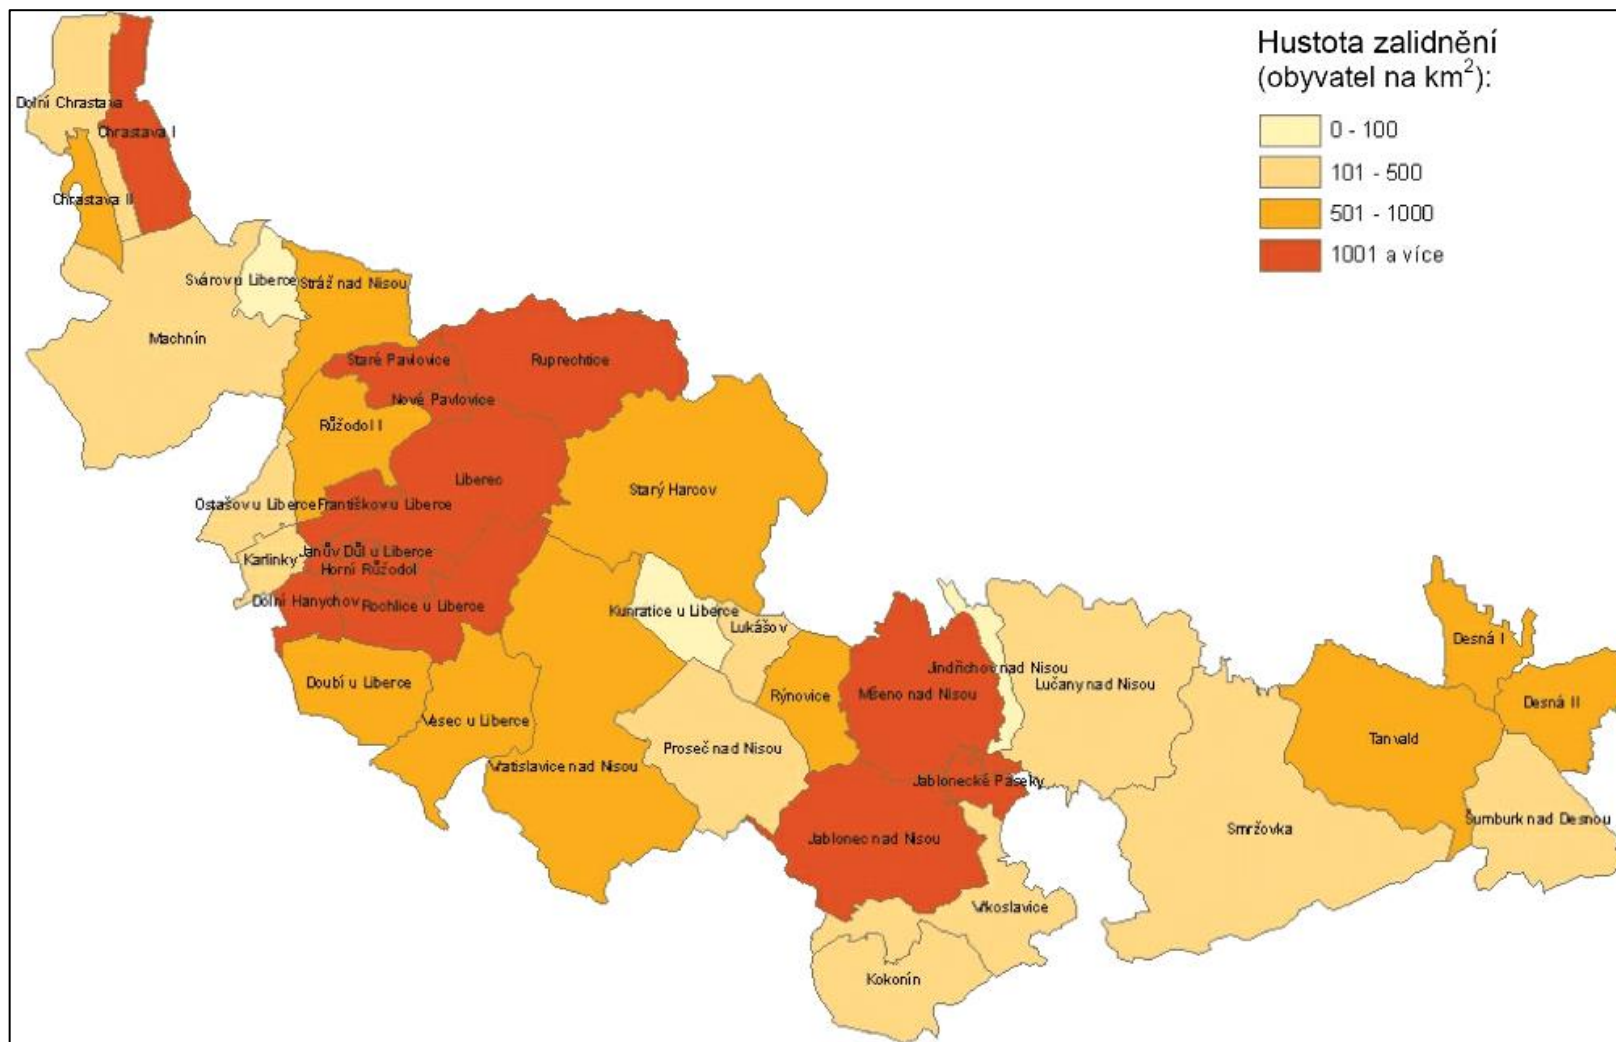 Hustota zalidnění
(obyvatel na km²):
0 - 100
101 - 500
501 - 1000
1001 a více
Dolní Chrastava
Chrastava I
Chrastava II
Svárov u Liberce
Stráž nad Nisou
Machnín
Staré Pavlovice
Ruprechtice
Nové Pavlovice
Růžodol I
Liberec
Starý Harcov
Ostašov u Liberce
Františkov u Liberce
Karlinky
Janův Důl u Liberce
Horní Růžodol
Dolní Hanychov
Rochlice u Liberce
Kunratice u Liberce
Lukášov
Desná I
Jindřichov nad Nisou
Doubí u Liberce
Lučany nad Nisou
Rýnovice
Mšeno nad Nisou
Desná II
Vesec u Liberce
Proseč nad Nisou
Tanvald
Vratislavice nad Nisou
Jablonecké Paseky
Šumburk nad Desnou
Smržovka
Jablonec nad Nisou
Vrkoslavice
Kokonín